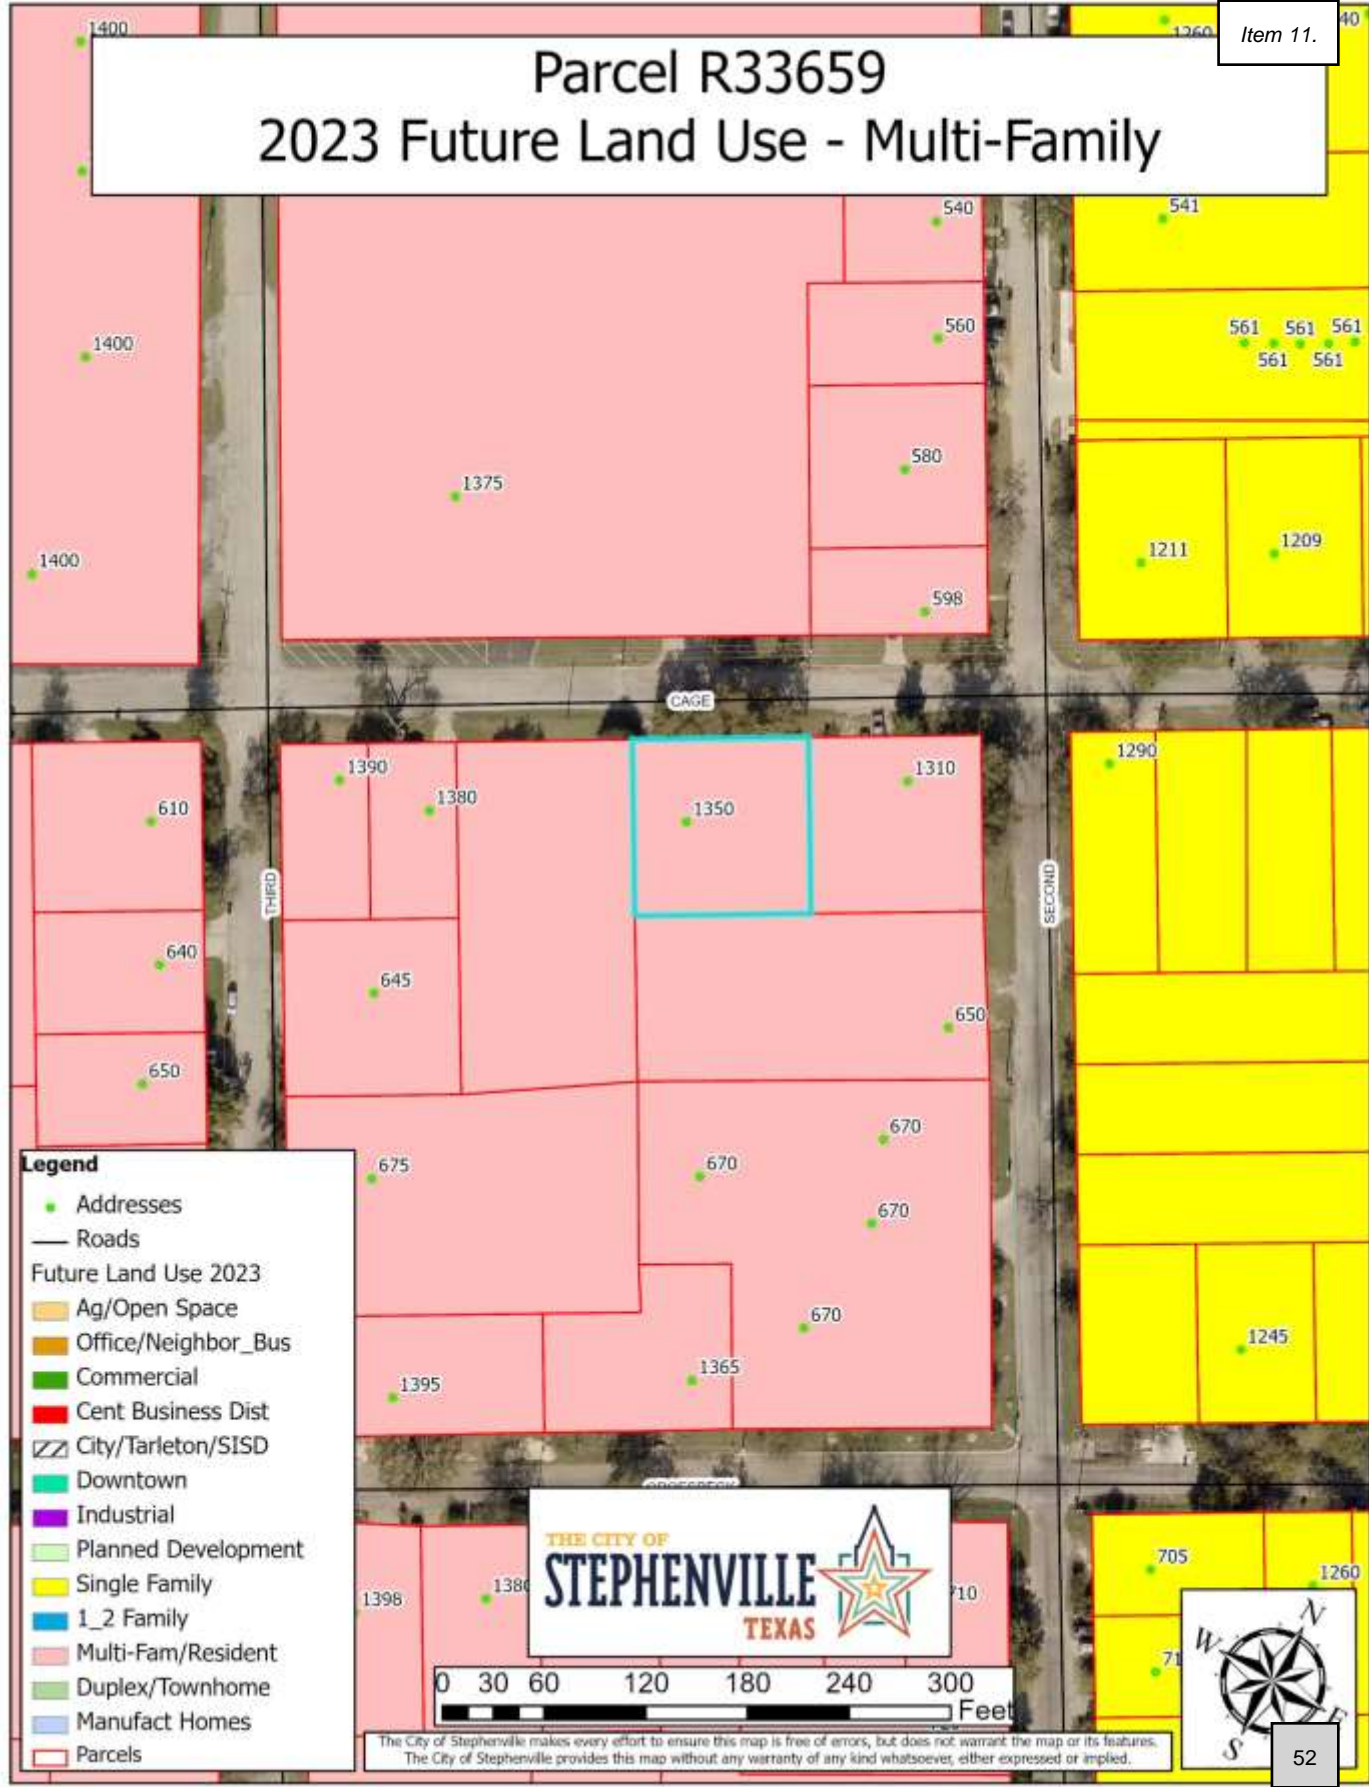 1400
1260
40
Item 11.
Parcel R33659
2023 Future Land Use - Multi-Family
540
541
560
561 561 561
561 561
1400
580
1375
1211
1209
1400
598
CAGE
1390
1380
1350
1310
1290
610
THIRD
SECOND
640
645
650
650
670
675
670
670
670
1245
1395
1365
Legend
Addresses
Roads
Future Land Use 2023
Ag/Open Space
Office/Neighbor_Bus
Commercial
Cent Business Dist
City/Tarleton/SISD
Downtown
Industrial
Planned Development
Single Family
1_2 Family
Multi-Fam/Resident
Duplex/Townhome
Manufact Homes
Parcels
705
1260
1398
1380
710
71
THE CITY OF
STEPHENVILLE
TEXAS
N
W
E
S
0 30 60 120 180 240 300
Feet
The City of Stephenville makes every effort to ensure this map is free of errors, but does not warrant the map or its features.
The City of Stephenville provides this map without any warranty of any kind whatsoever, either expressed or implied.
52